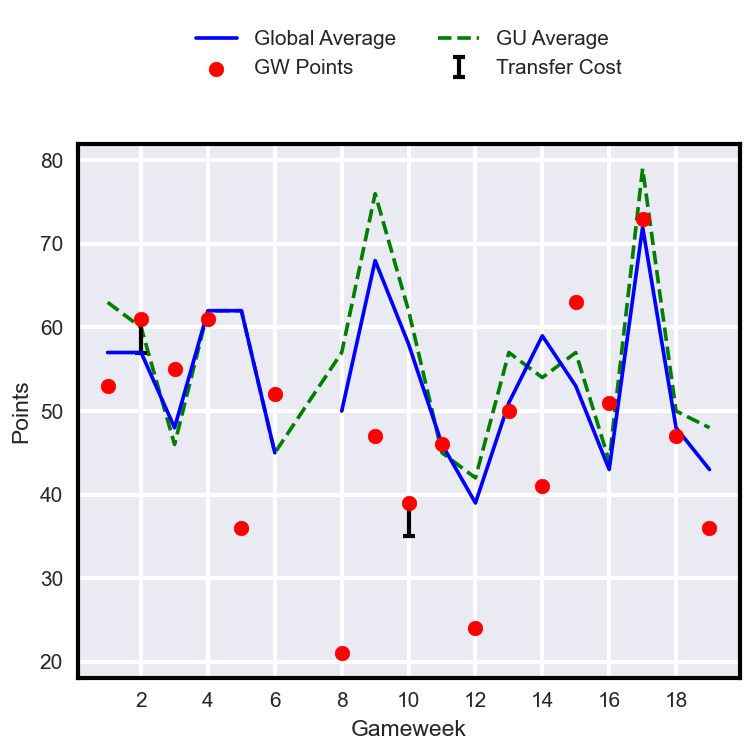 Global Average
GU Average
GW Points
Transfer Cost
80
70
60
50
40
30
20
Points
2 4 6 8 10 12 14 16 18
Gameweek